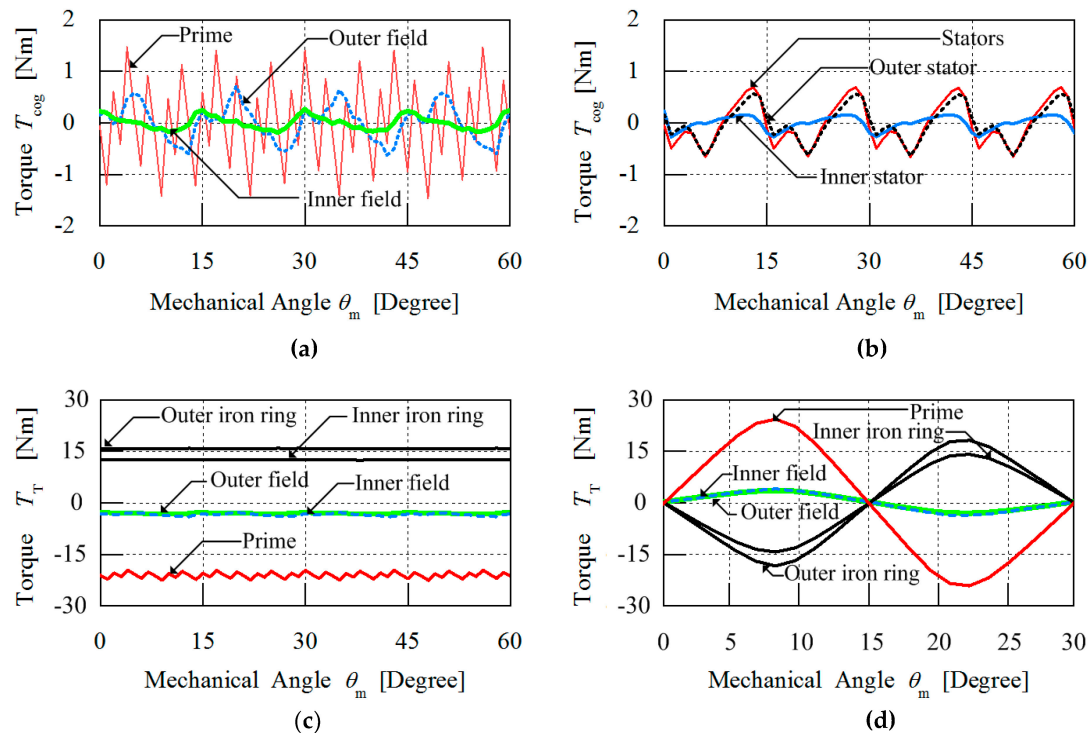 2
1
0
-1
-2
Torque T_cog [Nm]
Prime
Outer field
Inner field
0 15 30 45 60
Mechanical Angle θ_m [Degree]
(a)
2
1
0
-1
-2
Torque T_cog [Nm]
Stators
Outer stator
Inner stator
0 15 30 45 60
Mechanical Angle θ_m [Degree]
(b)
30
15
0
-15
-30
Torque T_T [Nm]
Outer iron ring
Inner iron ring
Outer field
Inner field
Prime
0 15 30 45 60
Mechanical Angle θ_m [Degree]
(c)
30
15
0
-15
-30
Torque T_T [Nm]
Prime
Inner iron ring
Inner field
Outer field
Outer iron ring
0 5 10 15 20 25 30
Mechanical Angle θ_m [Degree]
(d)